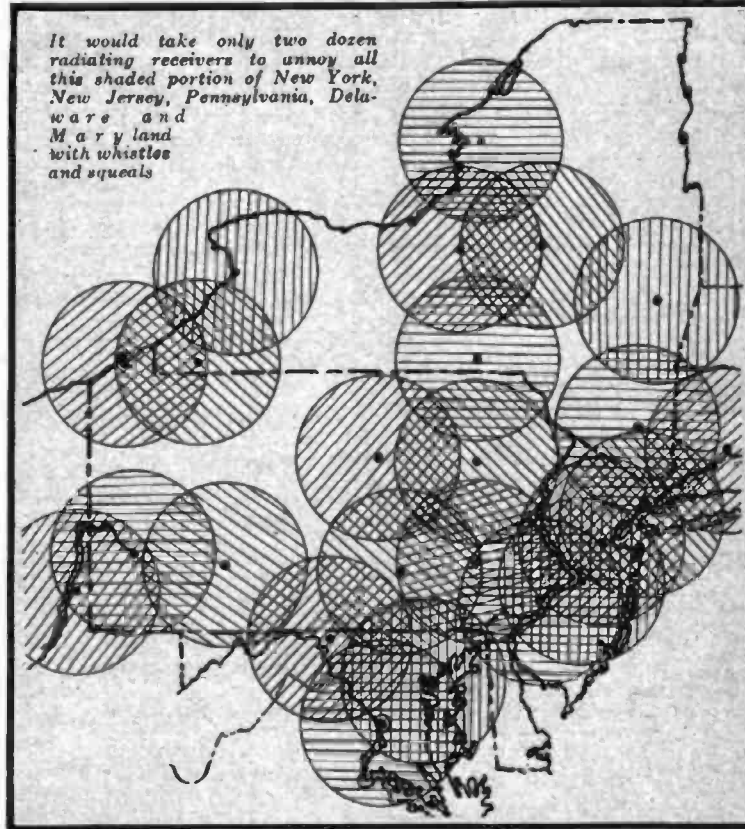 It would take only two dozen
radiating receivers to annoy all
this shaded portion of New York,
New Jersey, Pennsylvania, Dela-
ware and
Maryland
with whistles
and squeals